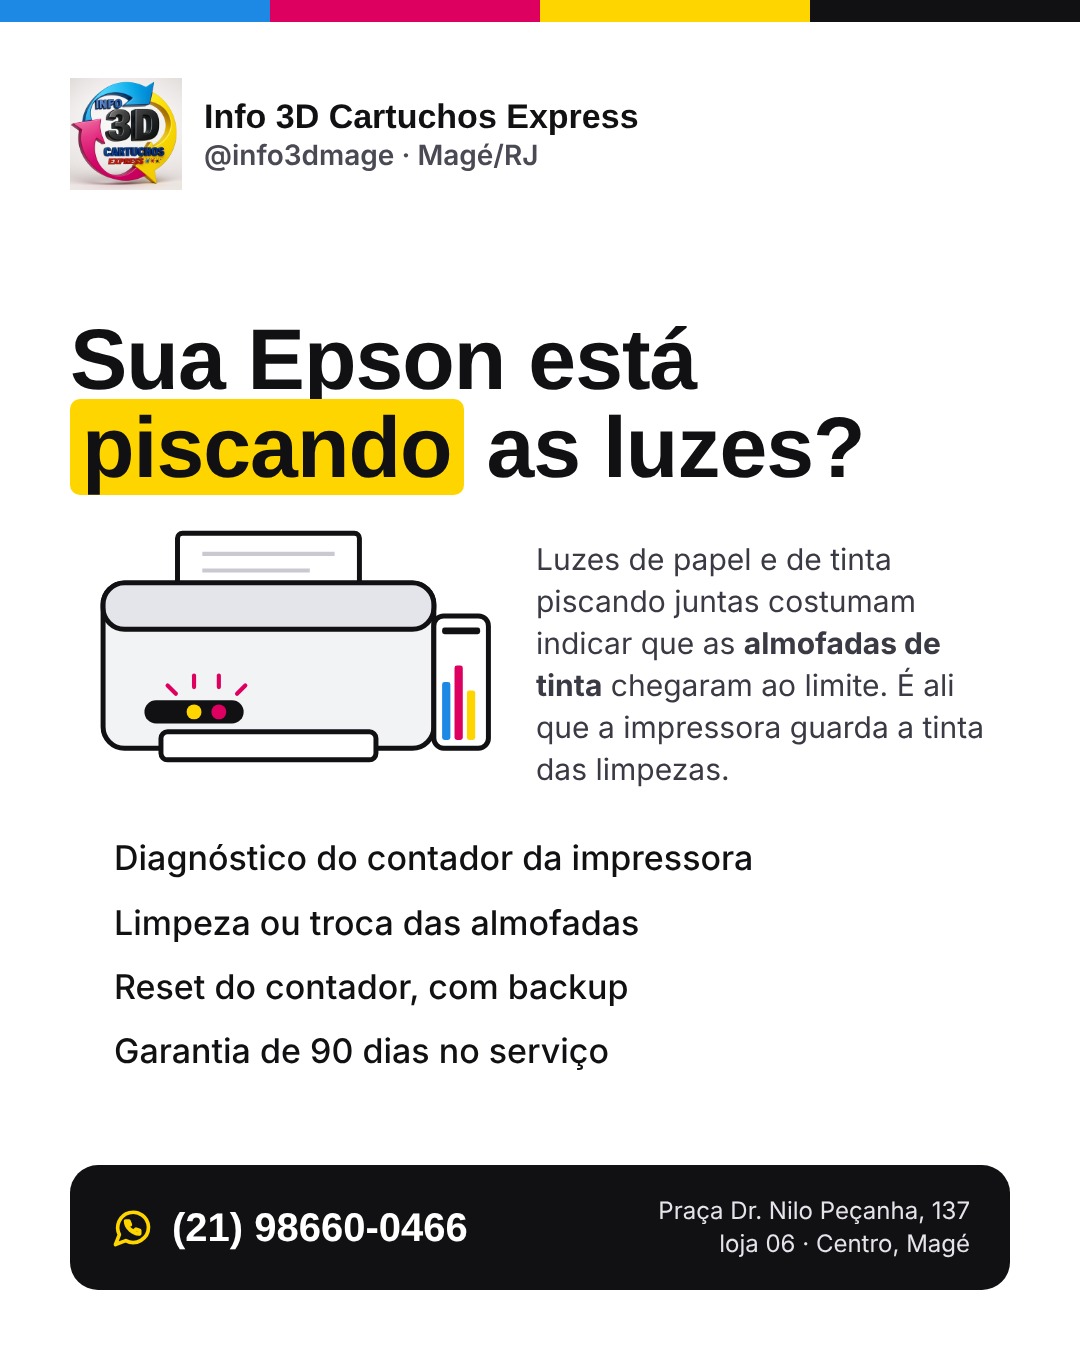 INFO
3D
CARTUCHOS
EXPRESS
Info 3D Cartuchos Express
@info3dmage · Magé/RJ
Sua Epson está
piscando as luzes?
Luzes de papel e de tinta
piscando juntas costumam
indicar que as almofadas de
tinta chegaram ao limite. É ali
que a impressora guarda a tinta
das limpezas.
Diagnóstico do contador da impressora
Limpeza ou troca das almofadas
Reset do contador, com backup
Garantia de 90 dias no serviço
(21) 98660-0466
Praça Dr. Nilo Peçanha, 137
loja 06 · Centro, Magé